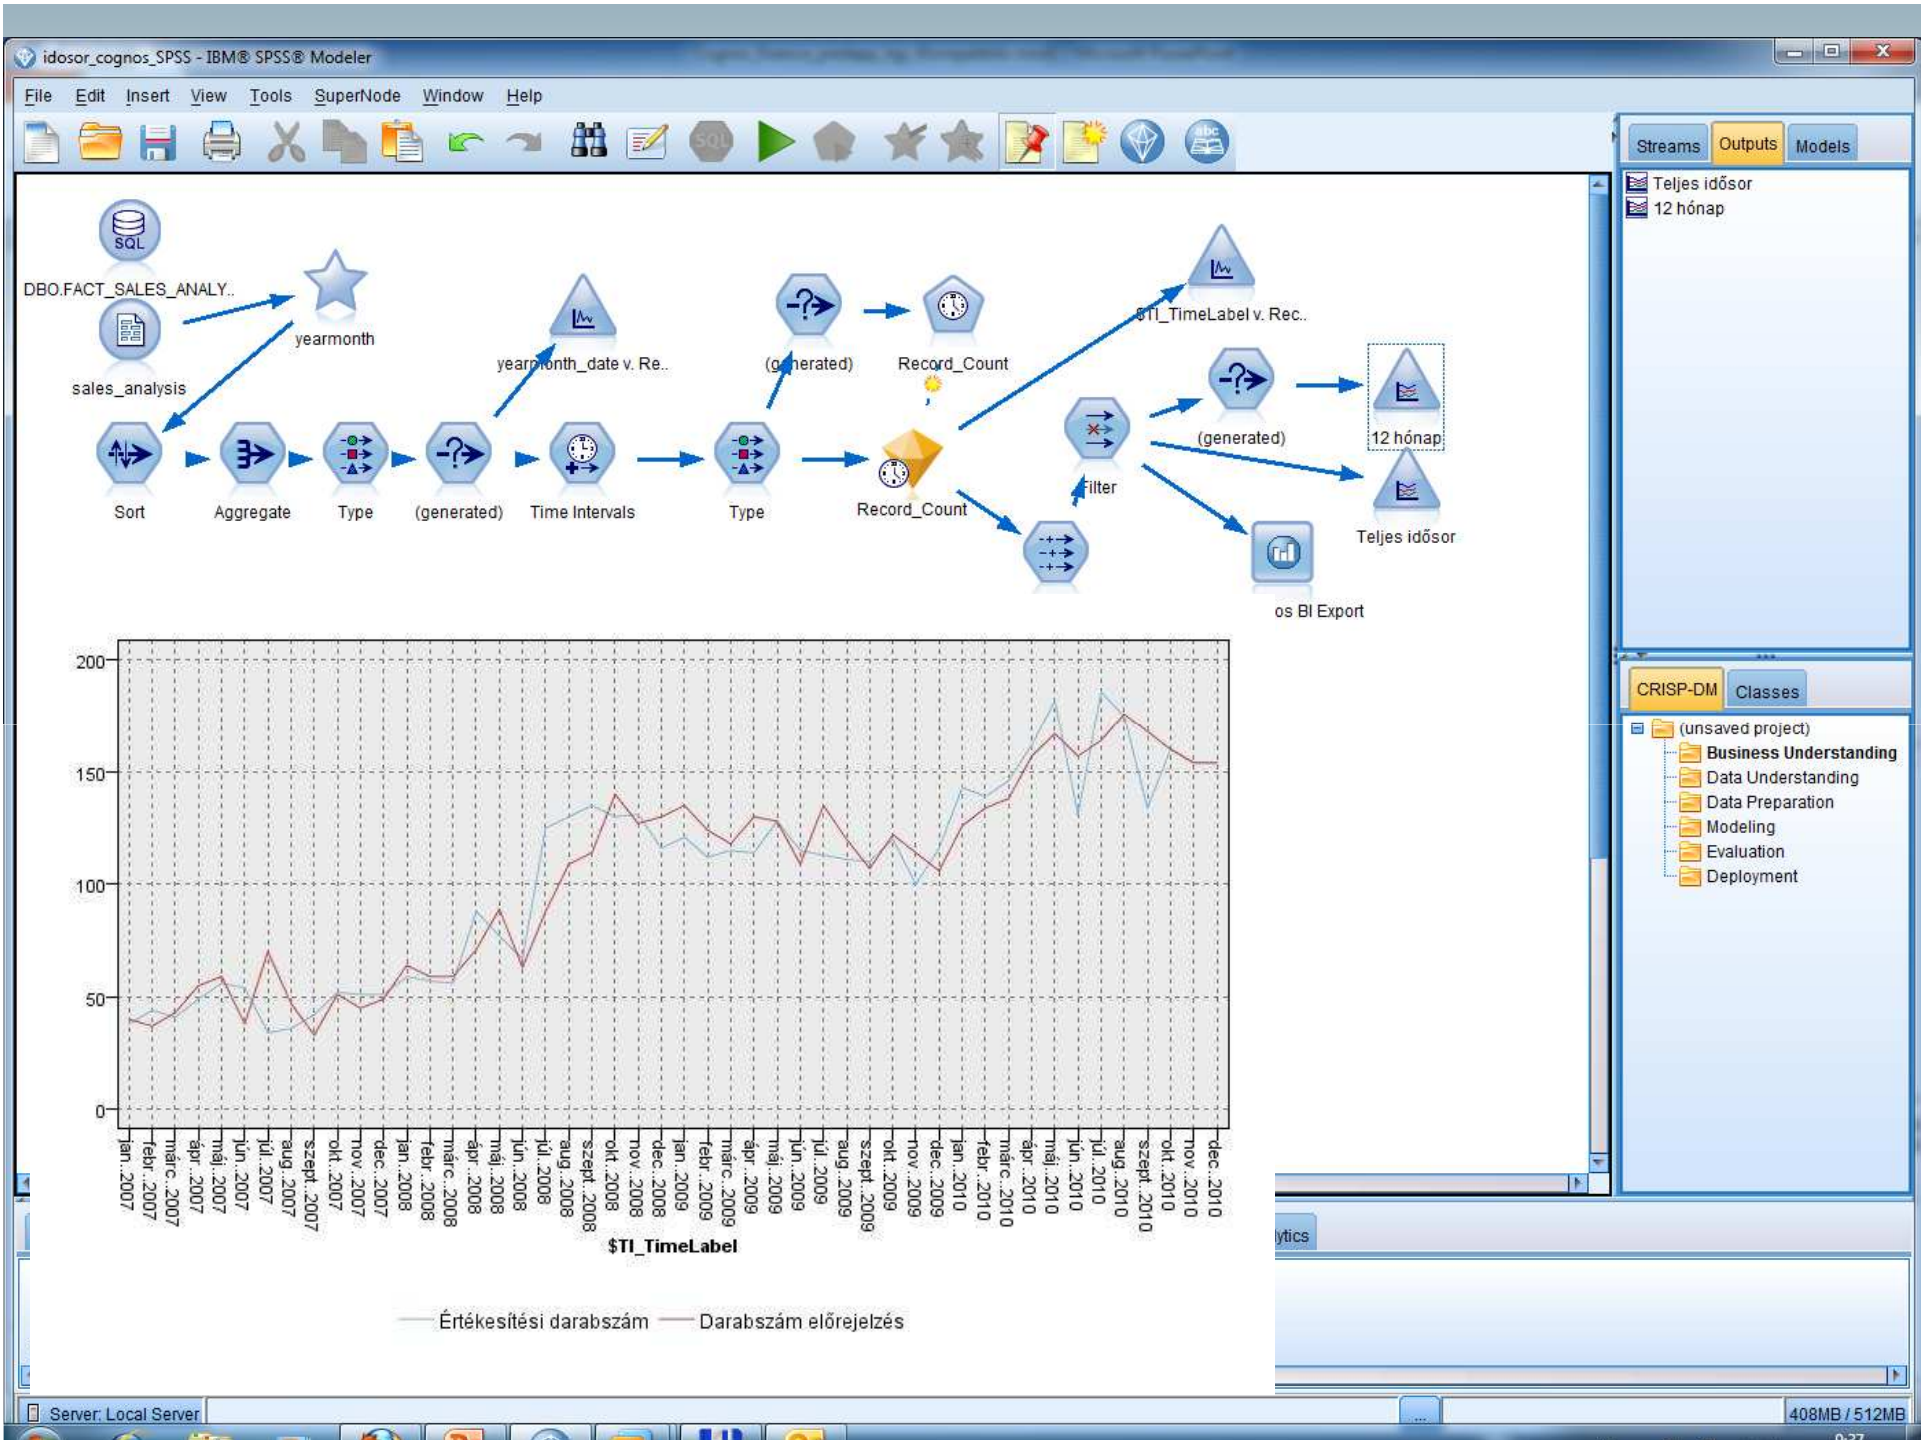 idosor_cognos_SPSS - IBM® SPSS® Modeler
File Edit Insert View Tools SuperNode Window Help
SQL
abc
Streams Outputs Models
Teljes idősor
12 hónap
SQL
DBO.FACT_SALES_ANALY..
sales_analysis
yearmonth
yearmonth_date v. Re..
(generated)
Record_Count
$TI_TimeLabel v. Rec..
(generated)
12 hónap
Sort
Aggregate
Type
(generated)
Time Intervals
Type
Record_Count
Filter
Teljes idősor
os BI Export
CRISP-DM Classes
(unsaved project)
Business Understanding
Data Understanding
Data Preparation
Modeling
Evaluation
Deployment
200
150
100
50
0
jan..2007
febr..2007
márc..2007
ápr..2007
máj..2007
jún..2007
júl..2007
aug..2007
szept..2007
okt..2007
nov..2007
dec..2007
jan..2008
febr..2008
márc..2008
ápr..2008
máj..2008
jún..2008
júl..2008
aug..2008
szept..2008
okt..2008
nov..2008
dec..2008
jan..2009
febr..2009
márc..2009
ápr..2009
máj..2009
jún..2009
júl..2009
aug..2009
szept..2009
okt..2009
nov..2009
dec..2009
jan..2010
febr..2010
márc..2010
ápr..2010
máj..2010
jún..2010
júl..2010
aug..2010
szept..2010
okt..2010
nov..2010
dec..2010
$TI_TimeLabel
Értékesítési darabszám Darabszám előrejelzés
lytics
Server: Local Server
...
408MB / 512MB